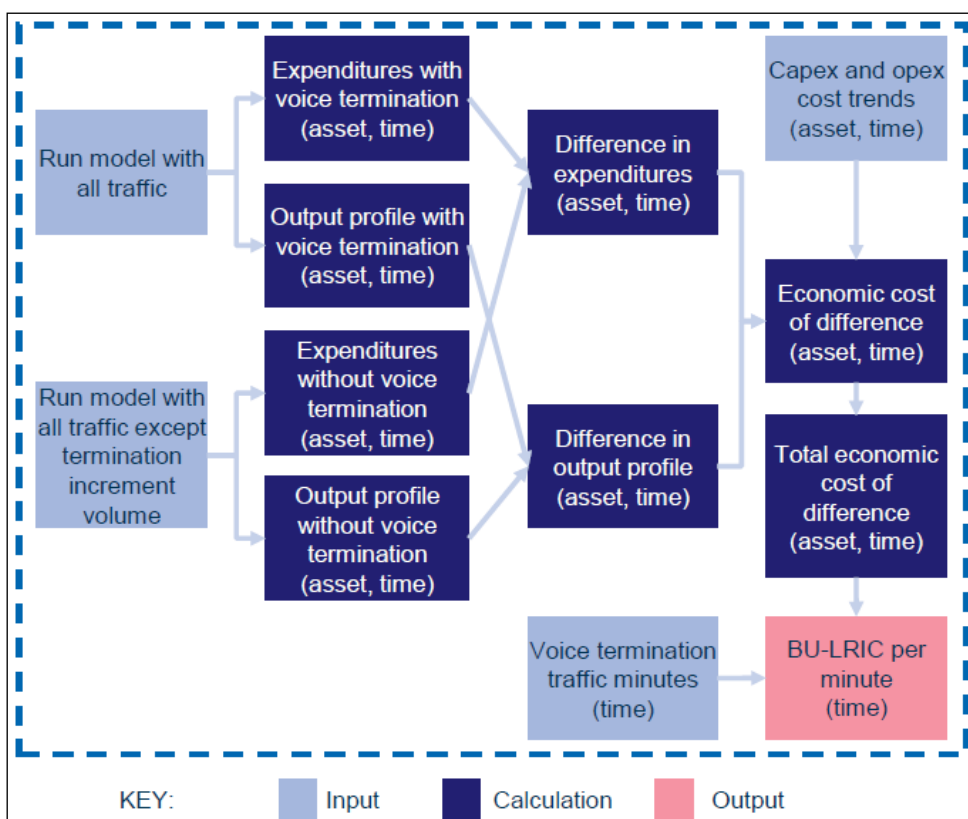 Run model with
all traffic
Run model with
all traffic except
termination
increment
volume
Expenditures with
voice termination
(asset, time)
Output profile with
voice termination
(asset, time)
Expenditures
without voice
termination
(asset, time)
Output profile
without voice
termination
(asset, time)
Difference in
expenditures
(asset, time)
Difference in
output profile
(asset, time)
Voice termination
traffic minutes
(time)
Capex and opex
cost trends
(asset, time)
Economic cost
of difference
(asset, time)
Total economic
cost of
difference
(asset, time)
BU-LRIC per
minute
(time)
KEY:
Input
Calculation
Output